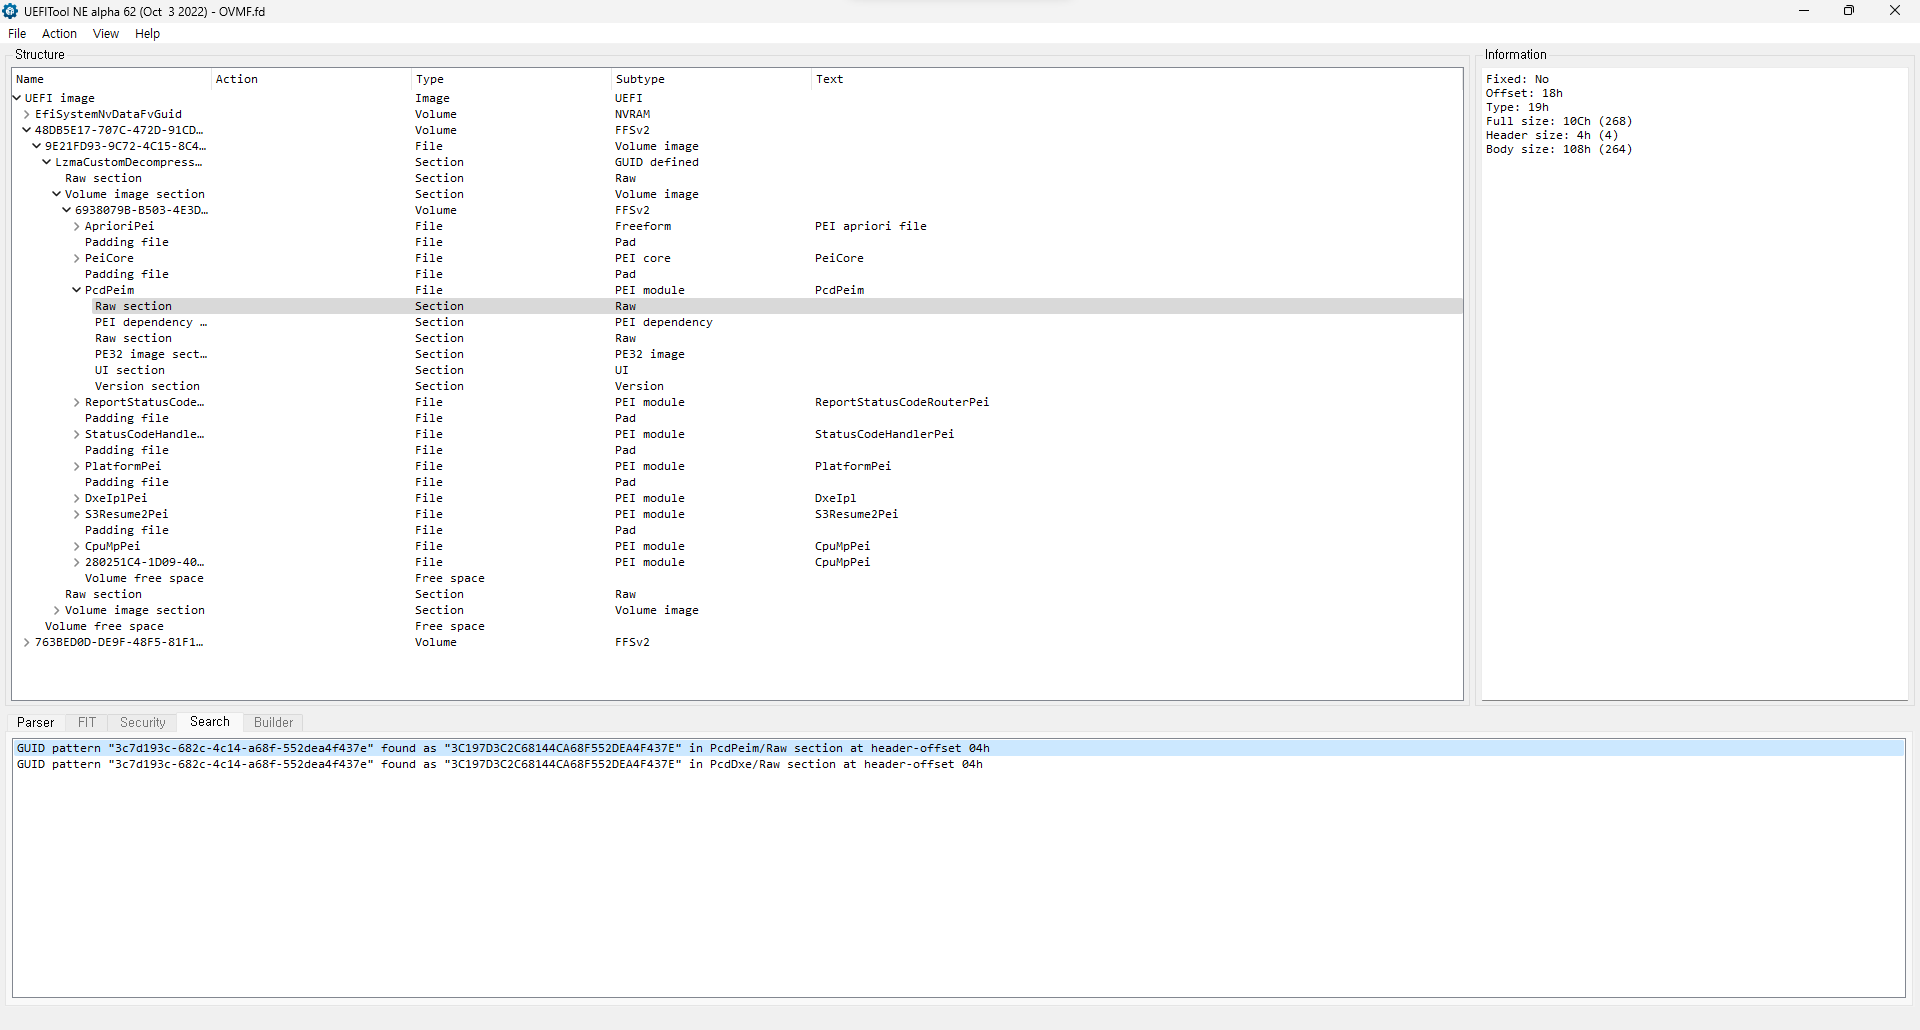 UEFITool NE alpha 62 (Oct  3 2022) - OVMF.fd
File Action View Help
Structure
Name Action Type Subtype Text
UEFI image Image UEFI
EfiSystemNvDataFvGuid Volume NVRAM
48DB5E17-707C-472D-91CD… Volume FFSv2
9E21FD93-9C72-4C15-8C4… File Volume image
LzmaCustomDecompress… Section GUID defined
Raw section Section Raw
Volume image section Section Volume image
6938079B-B503-4E3D… Volume FFSv2
AprioriPei File Freeform PEI apriori file
Padding file File Pad
PeiCore File PEI core PeiCore
Padding file File Pad
PcdPeim File PEI module PcdPeim
Raw section Section Raw
PEI dependency … Section PEI dependency
Raw section Section Raw
PE32 image sect… Section PE32 image
UI section Section UI
Version section Section Version
ReportStatusCode… File PEI module ReportStatusCodeRouterPei
Padding file File Pad
StatusCodeHandle… File PEI module StatusCodeHandlerPei
Padding file File Pad
PlatformPei File PEI module PlatformPei
Padding file File Pad
DxeIplPei File PEI module DxeIpl
S3Resume2Pei File PEI module S3Resume2Pei
Padding file File Pad
CpuMpPei File PEI module CpuMpPei
280251C4-1D09-40… File PEI module CpuMpPei
Volume free space Free space
Raw section Section Raw
Volume image section Section Volume image
Volume free space Free space
763BED0D-DE9F-48F5-81F1… Volume FFSv2
Information
Fixed: No
Offset: 18h
Type: 19h
Full size: 10Ch (268)
Header size: 4h (4)
Body size: 108h (264)
Parser FIT Security Search Builder
GUID pattern "3c7d193c-682c-4c14-a68f-552dea4f437e" found as "3C197D3C2C68144CA68F552DEA4F437E" in PcdPeim/Raw section at header-offset 04h
GUID pattern "3c7d193c-682c-4c14-a68f-552dea4f437e" found as "3C197D3C2C68144CA68F552DEA4F437E" in PcdDxe/Raw section at header-offset 04h